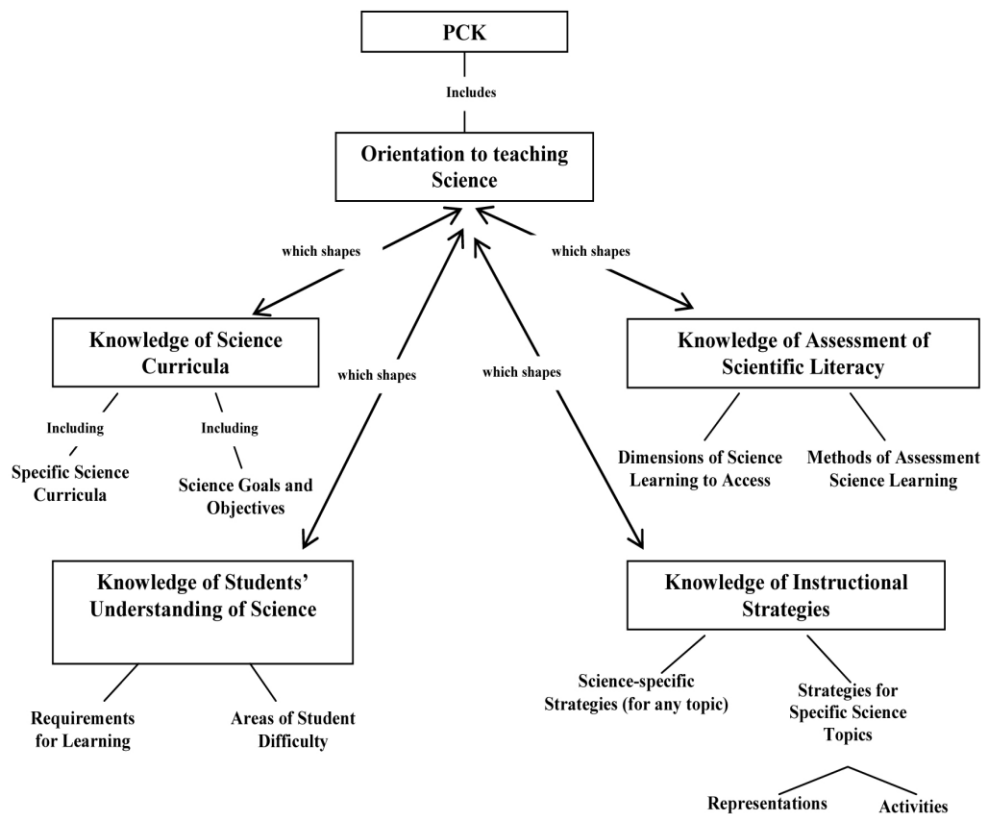 PCK
Includes
Orientation to teaching
Science
which shapes
which shapes
Knowledge of Science
Curricula
Knowledge of Assessment of
Scientific Literacy
which shapes
which shapes
Including
Including
Specific Science
Curricula
Science Goals and
Objectives
Dimensions of Science
Learning to Access
Methods of Assessment
Science Learning
Knowledge of Students’
Understanding of Science
Knowledge of Instructional
Strategies
Requirements
for Learning
Areas of Student
Difficulty
Science-specific
Strategies (for any topic)
Strategies for
Specific Science
Topics
Representations
Activities